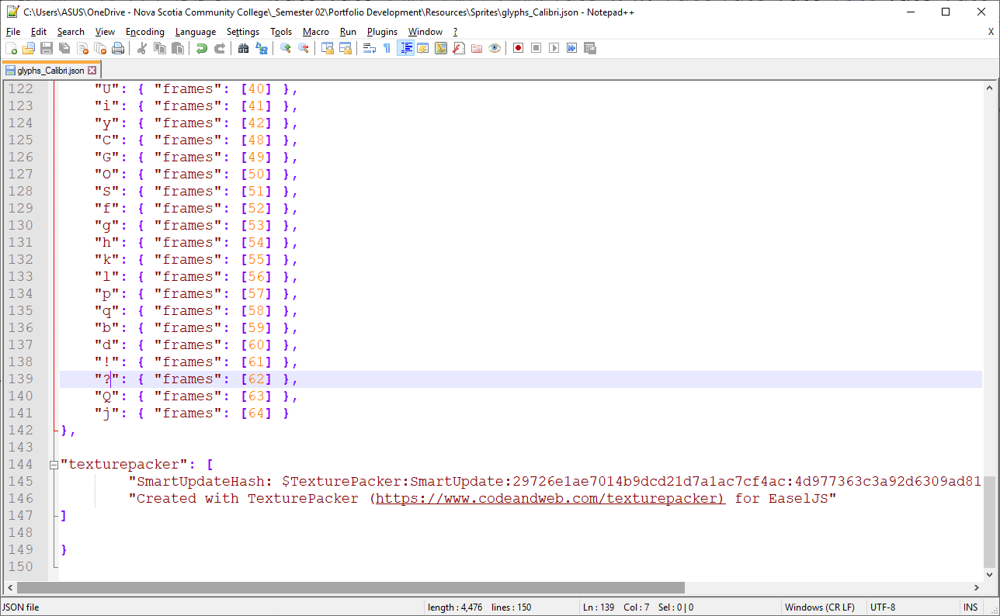 C:\Users\ASUS\OneDrive - Nova Scotia Community College\_Semester 02\Portfolio Development\Resources\Sprites\glyphs_Calibri.json - Notepad++
File Edit Search View Encoding Language Settings Tools Macro Run Plugins Window ? X
glyphs_Calibri.json
122 "U": { "frames": [40] },
123 "i": { "frames": [41] },
124 "y": { "frames": [42] },
125 "C": { "frames": [48] },
126 "G": { "frames": [49] },
127 "O": { "frames": [50] },
128 "S": { "frames": [51] },
129 "f": { "frames": [52] },
130 "g": { "frames": [53] },
131 "h": { "frames": [54] },
132 "k": { "frames": [55] },
133 "l": { "frames": [56] },
134 "p": { "frames": [57] },
135 "q": { "frames": [58] },
136 "b": { "frames": [59] },
137 "d": { "frames": [60] },
138 "!": { "frames": [61] },
139 "?": { "frames": [62] },
140 "Q": { "frames": [63] },
141 "j": { "frames": [64] }
142 },
143
144 "texturepacker": [
145 "SmartUpdateHash: $TexturePacker:SmartUpdate:29726e1ae7014b9dcd21d7a1ac7cf4ac:4d977363c3a92d6309ad81
146 "Created with TexturePacker (https://www.codeandweb.com/texturepacker) for EaselJS"
147 ]
148
149 }
150
JSON file length : 4,476 lines : 150 Ln : 139 Col : 7 Sel : 0 | 0 Windows (CR LF) UTF-8 INS